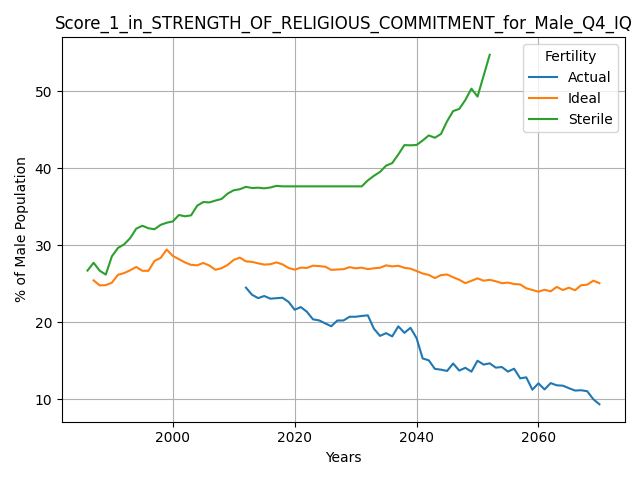 Score_1_in_STRENGTH_OF_RELIGIOUS_COMMITMENT_for_Male_Q4_IQ
Fertility
Actual
Ideal
Sterile
% of Male Population
50
40
30
20
10
2000 2020 2040 2060
Years